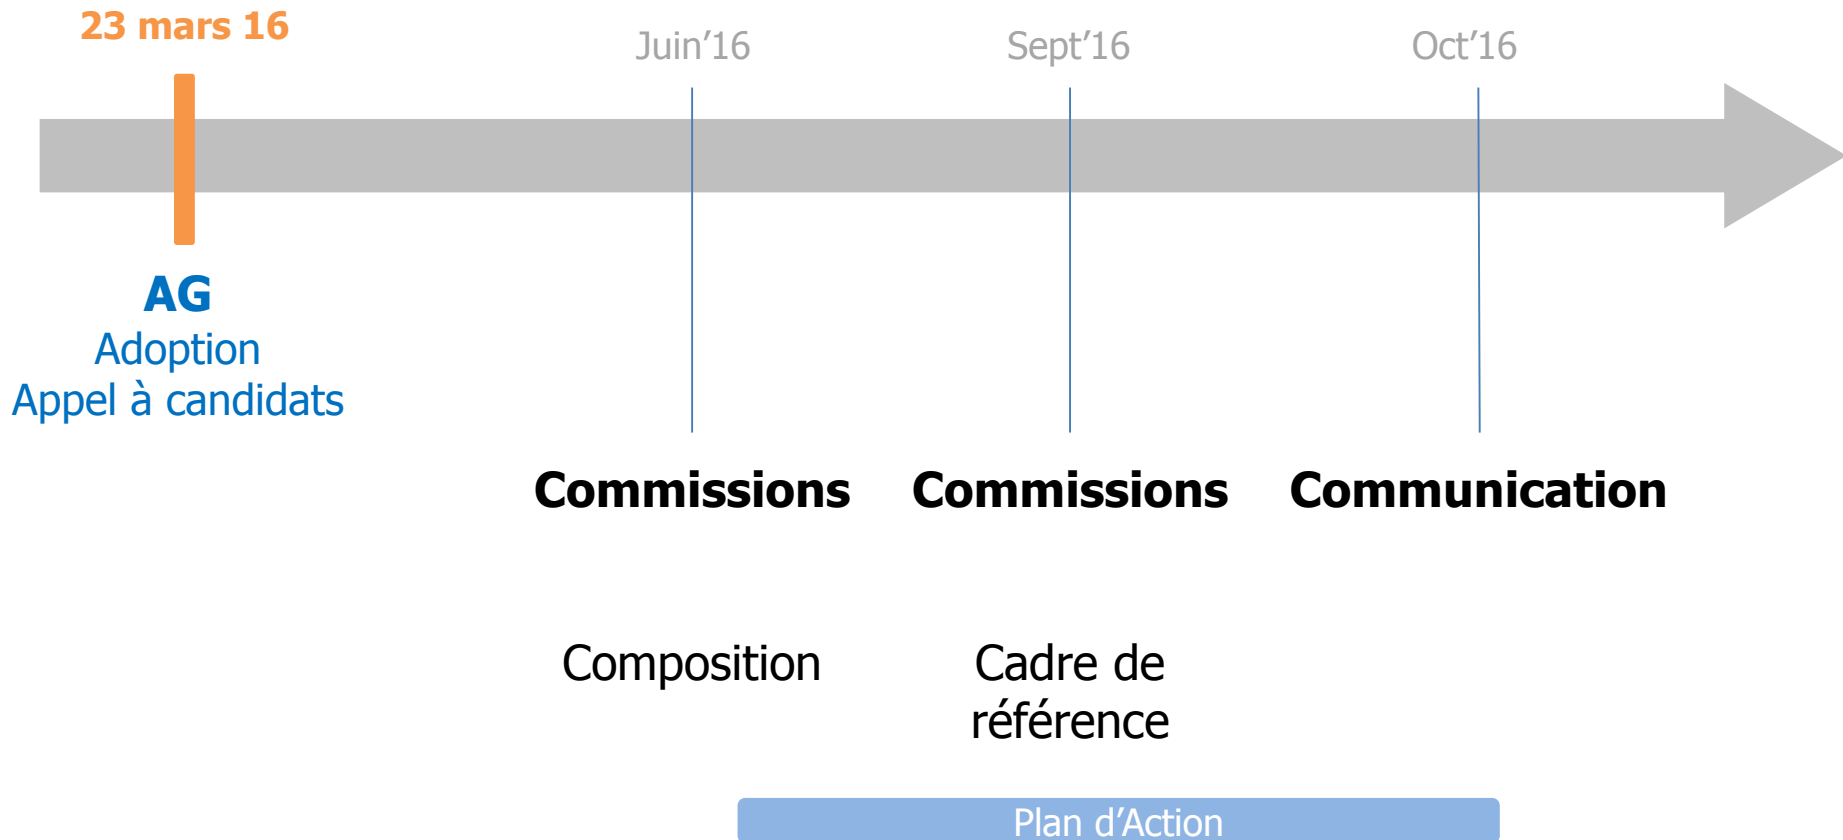 23 mars 16
Juin’16
Sept’16
Oct’16
AG
Adoption
Appel à candidats
Commissions
Commissions
Communication
Composition
Cadre de
référence
Plan d’Action